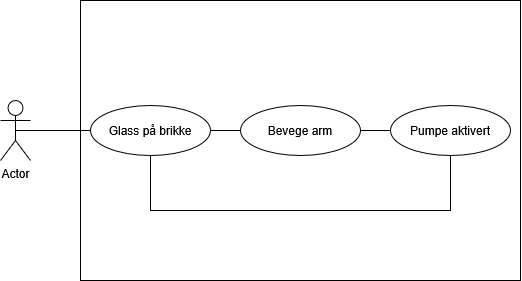 Glass på brikke
Bevege arm
Pumpe aktivert
Actor